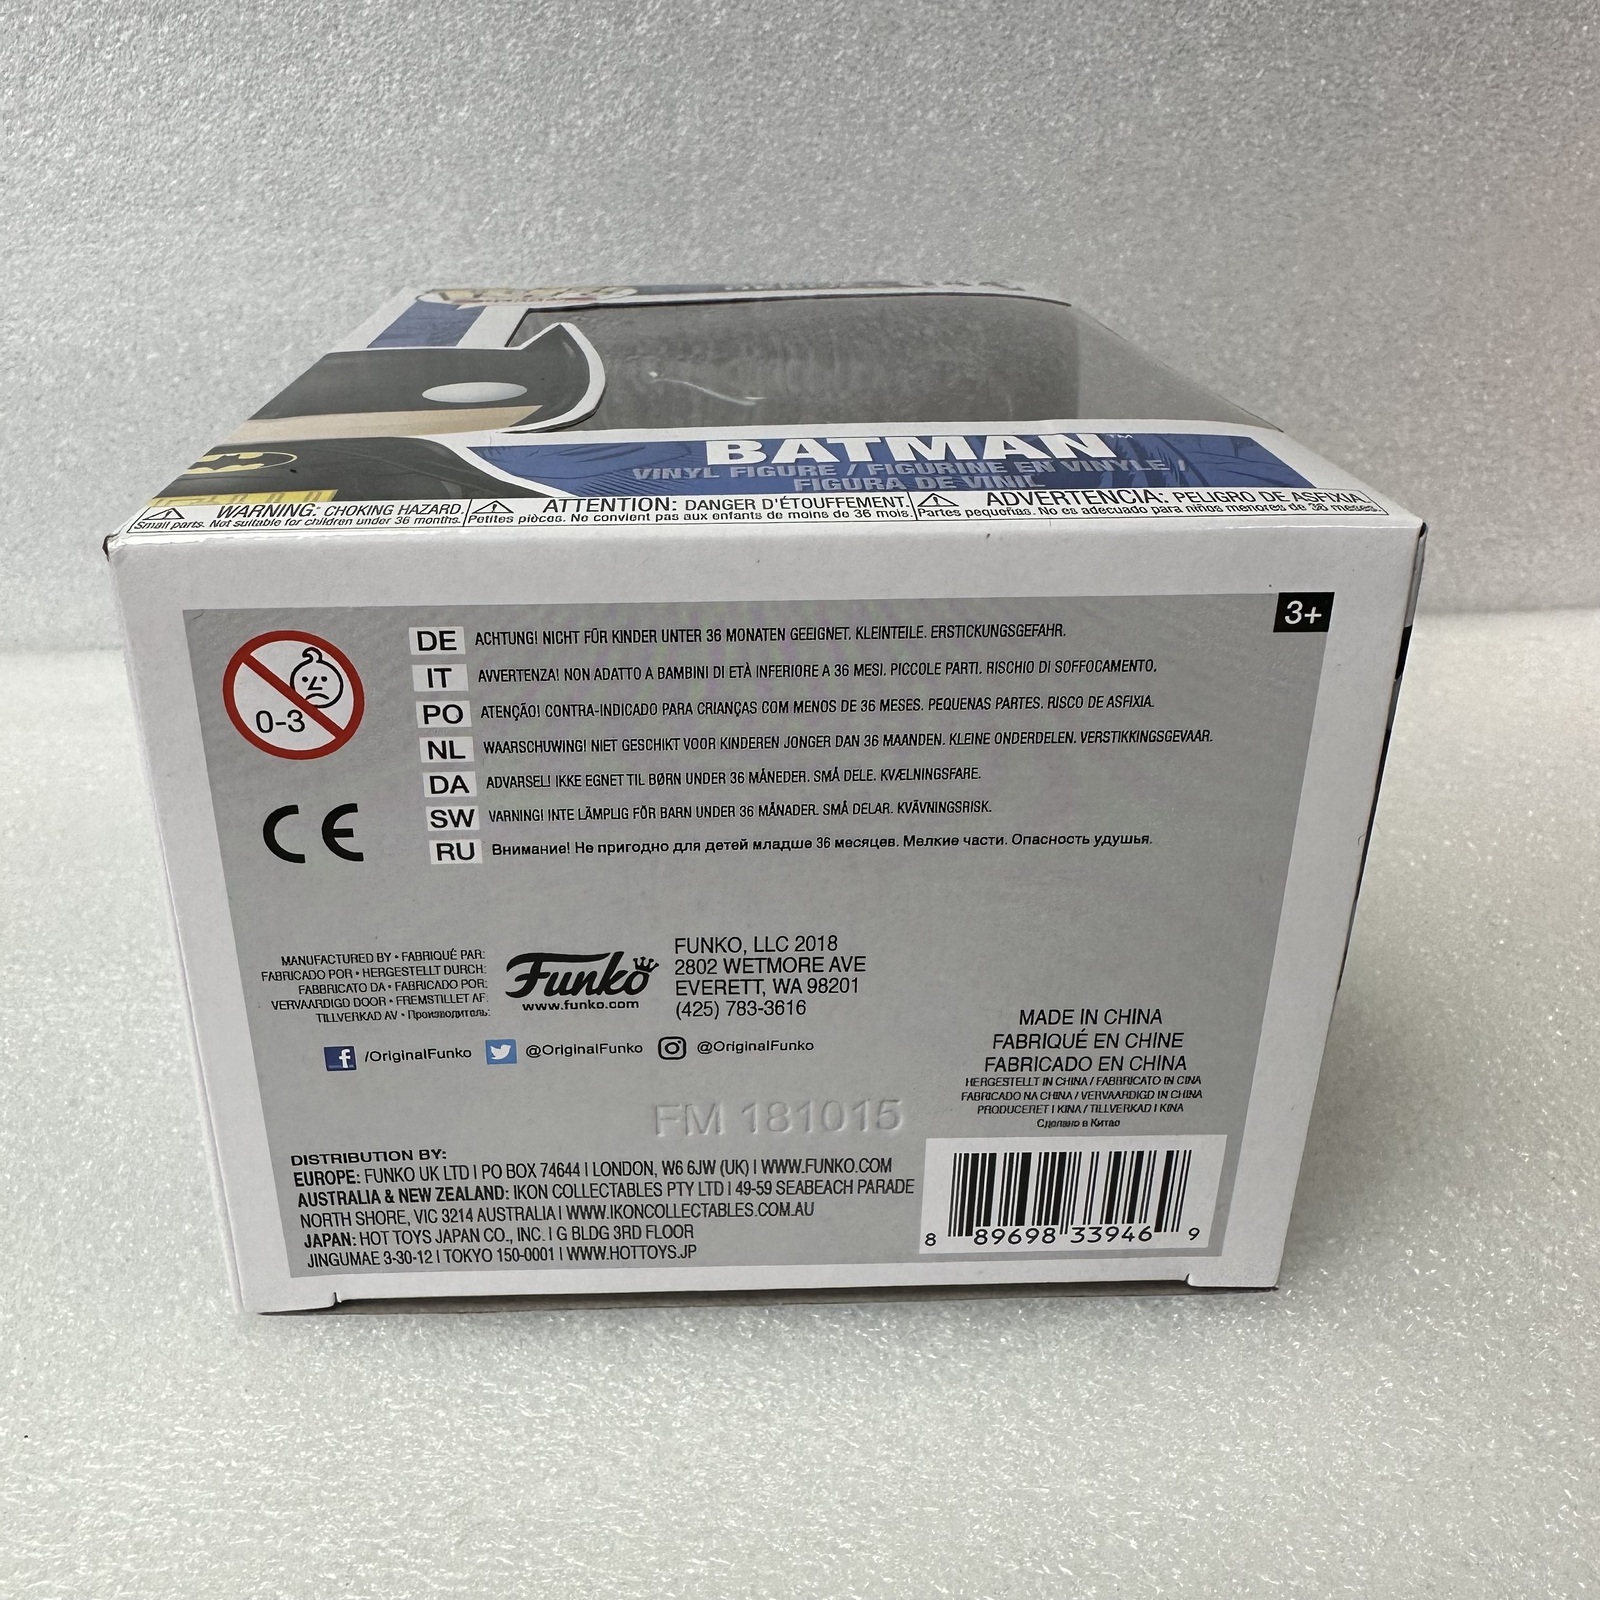 BATMAN™
VINYL FIGURE / FIGURINE EN VINYLE /
FIGURA DE VINIL
WARNING: CHOKING HAZARD.
Small parts. Not suitable for children under 36 months.
ATTENTION: DANGER D'ÉTOUFFEMENT.
Petites pièces. Ne convient pas aux enfants de moins de 36 mois.
ADVERTENCIA: PELIGRO DE ASFIXIA.
Partes pequeñas. No es adecuado para niños menores de 36 meses.
3+
0-3
DE ACHTUNG! NICHT FÜR KINDER UNTER 36 MONATEN GEEIGNET. KLEINTEILE. ERSTICKUNGSGEFAHR.
IT AVVERTENZA! NON ADATTO A BAMBINI DI ETÀ INFERIORE A 36 MESI. PICCOLE PARTI. RISCHIO DI SOFFOCAMENTO.
PO ATENÇÃO! CONTRA-INDICADO PARA CRIANÇAS COM MENOS DE 36 MESES. PEQUENAS PARTES. RISCO DE ASFIXIA.
NL WAARSCHUWING! NIET GESCHIKT VOOR KINDEREN JONGER DAN 36 MAANDEN. KLEINE ONDERDELEN. VERSTIKKINGSGEVAAR.
DA ADVARSEL! IKKE EGNET TIL BØRN UNDER 36 MÅNEDER. SMÅ DELE. KVÆLNINGSFARE.
SW VARNING! INTE LÄMPLIG FÖR BARN UNDER 36 MÅNADER. SMÅ DELAR. KVÄVNINGSRISK.
RU Внимание! Не пригодно для детей младше 36 месяцев. Мелкие части. Опасность удушья.
CE
MANUFACTURED BY • FABRIQUÉ PAR:
FABRICADO POR • HERGESTELLT DURCH:
FABBRICATO DA • FABRICADO POR:
VERVAARDIGD DOOR • FREMSTILLET AF:
TILLVERKAD AV • Производитель:
Funko
www.funko.com
FUNKO, LLC 2018
2802 WETMORE AVE
EVERETT, WA 98201
(425) 783-3616
/OriginalFunko @OriginalFunko @OriginalFunko
MADE IN CHINA
FABRIQUÉ EN CHINE
FABRICADO EN CHINA
HERGESTELLT IN CHINA / FABBRICATO IN CINA
FABRICADO NA CHINA / VERVAARDIGD IN CHINA
PRODUCERET I KINA / TILLVERKAD I KINA
Сделано в Китае
FM 181015
DISTRIBUTION BY:
EUROPE: FUNKO UK LTD | PO BOX 74644 | LONDON, W6 6JW (UK) | WWW.FUNKO.COM
AUSTRALIA & NEW ZEALAND: IKON COLLECTABLES PTY LTD | 49-59 SEABEACH PARADE
NORTH SHORE, VIC 3214 AUSTRALIA | WWW.IKONCOLLECTABLES.COM.AU
JAPAN: HOT TOYS JAPAN CO., INC. | G BLDG 3RD FLOOR
JINGUMAE 3-30-12 | TOKYO 150-0001 | WWW.HOTTOYS.JP
8 89698 33946 9